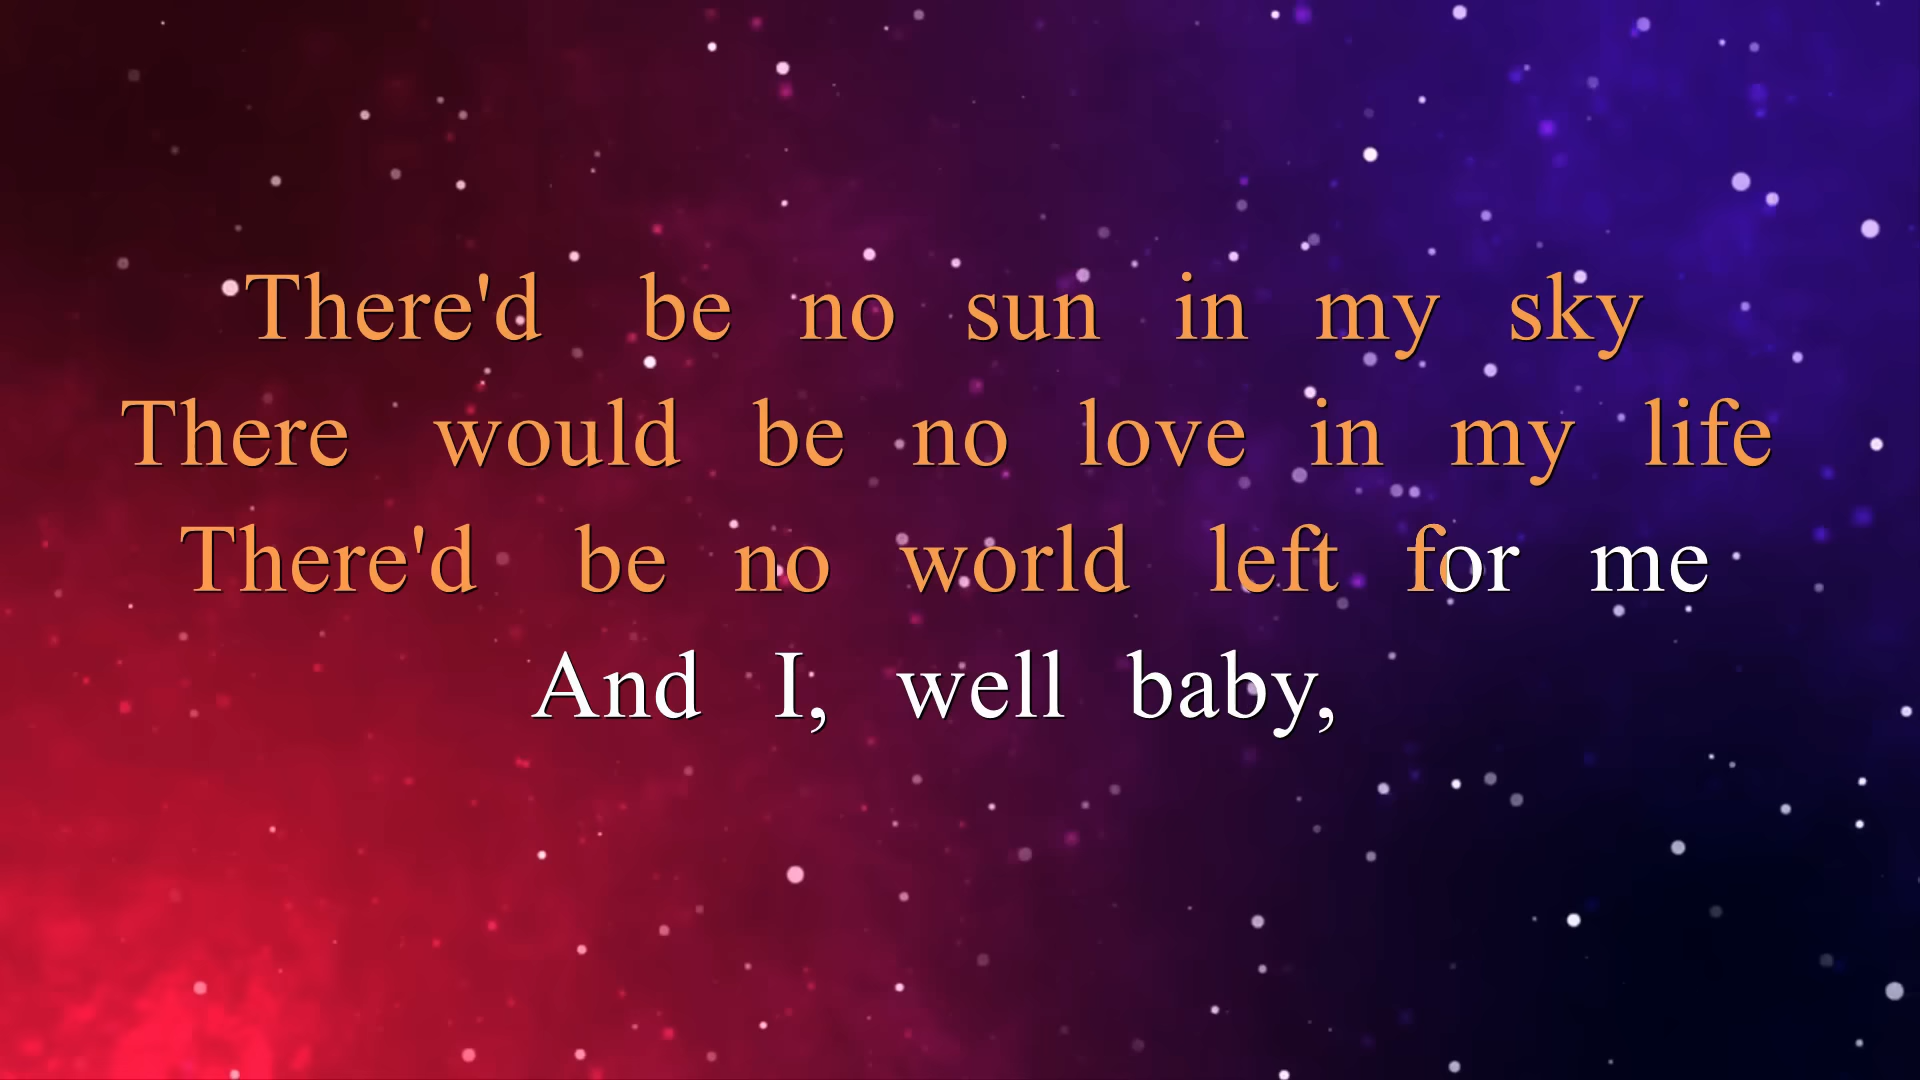 There'd be no sun in my sky
There would be no love in my life
There'd be no world left for me
And I, well baby,